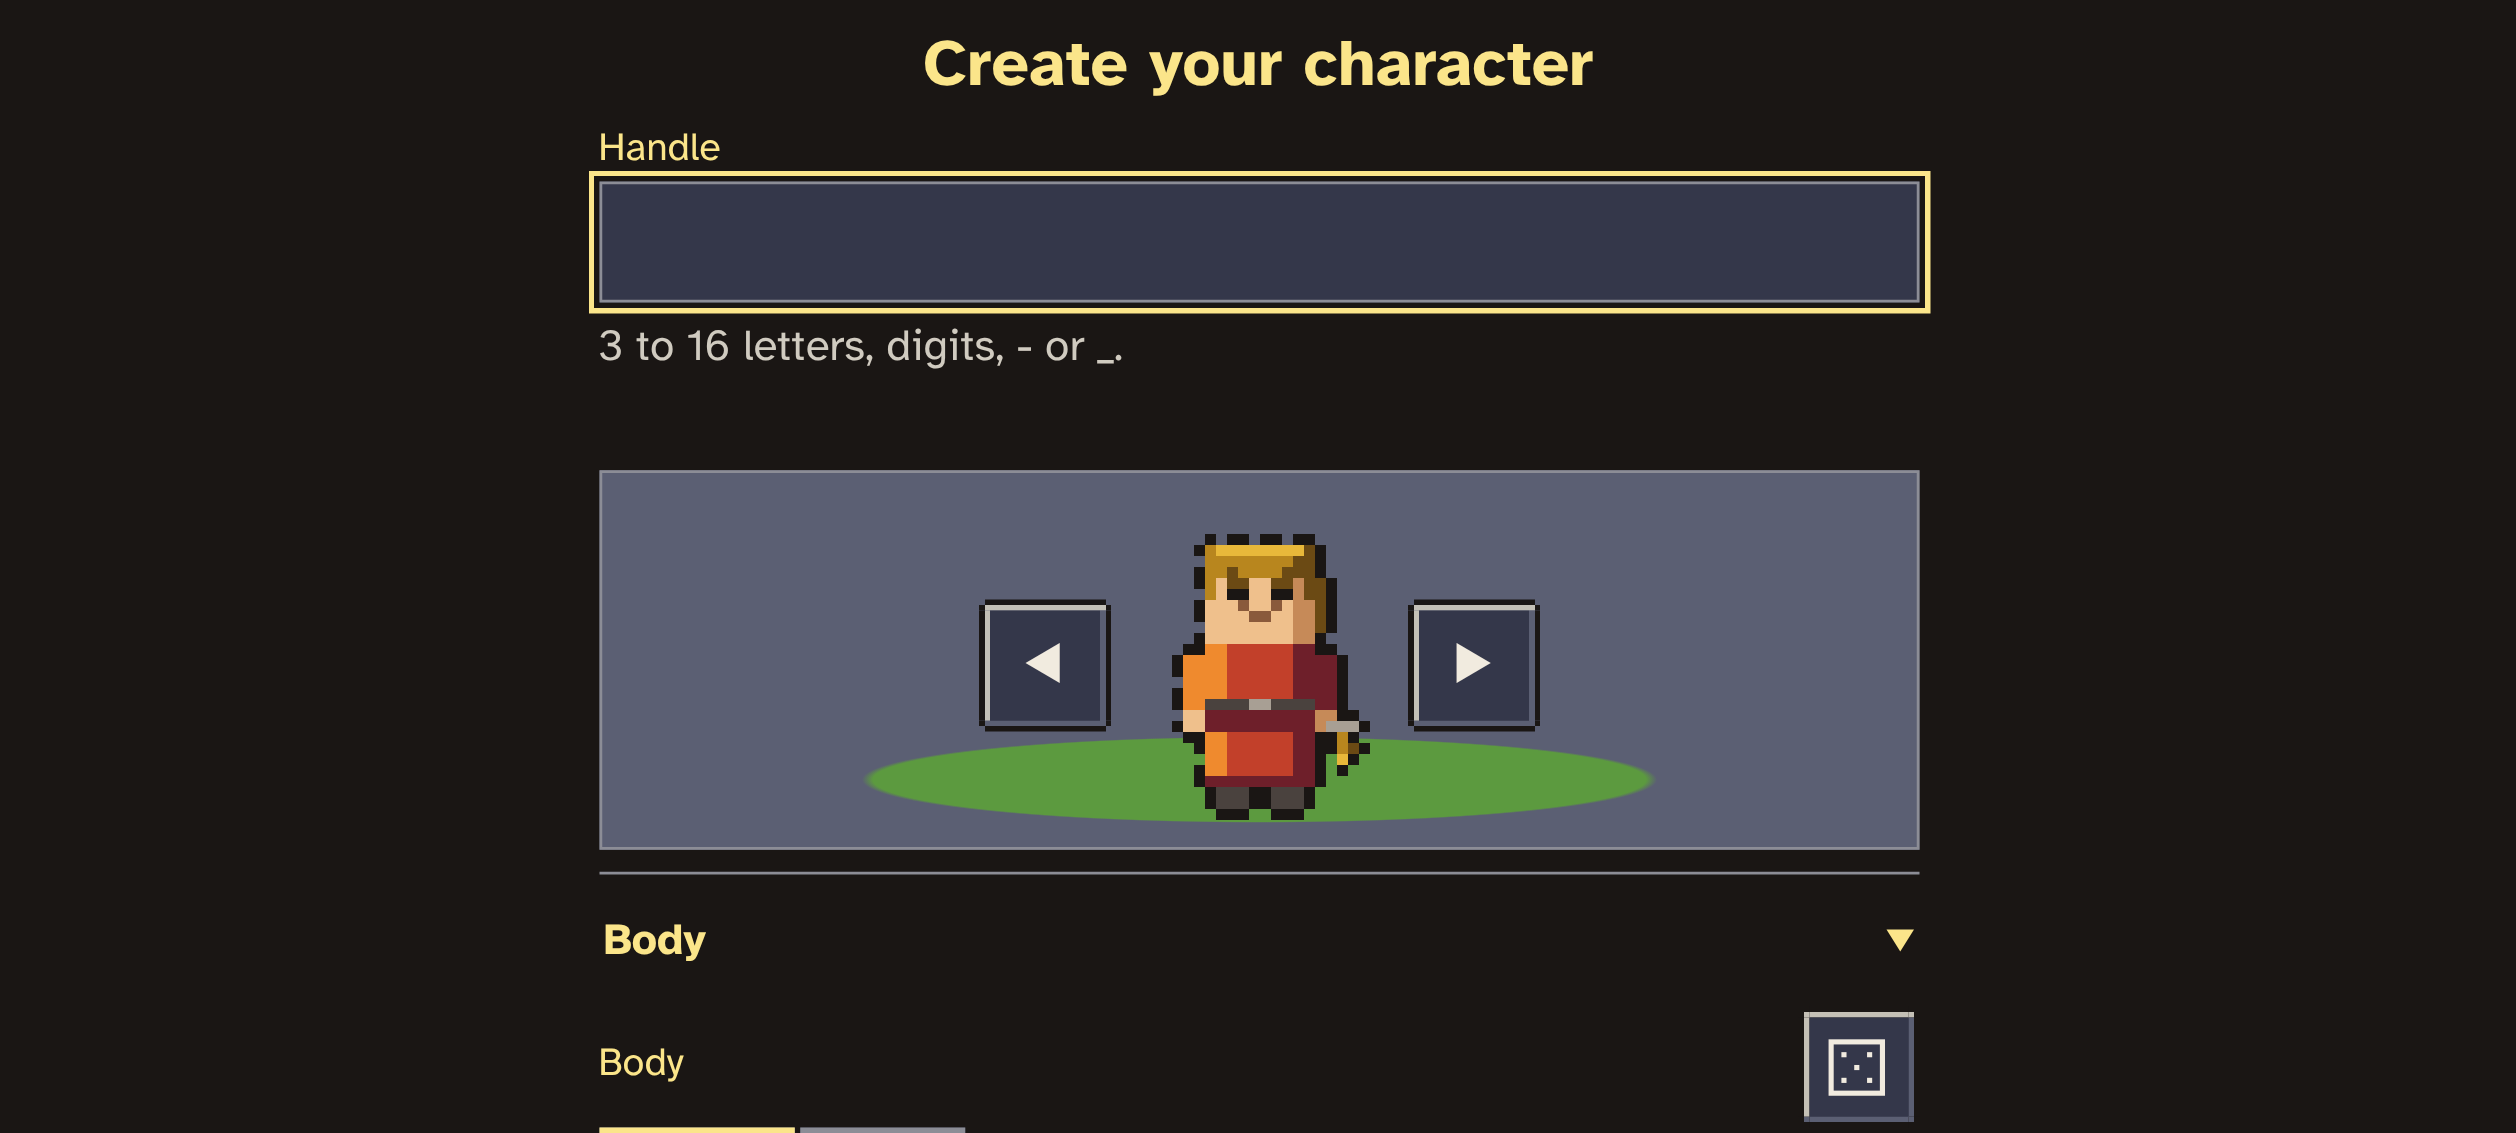 Create your character
Handle
3 to 16 letters, digits, - or _.
Body
Body